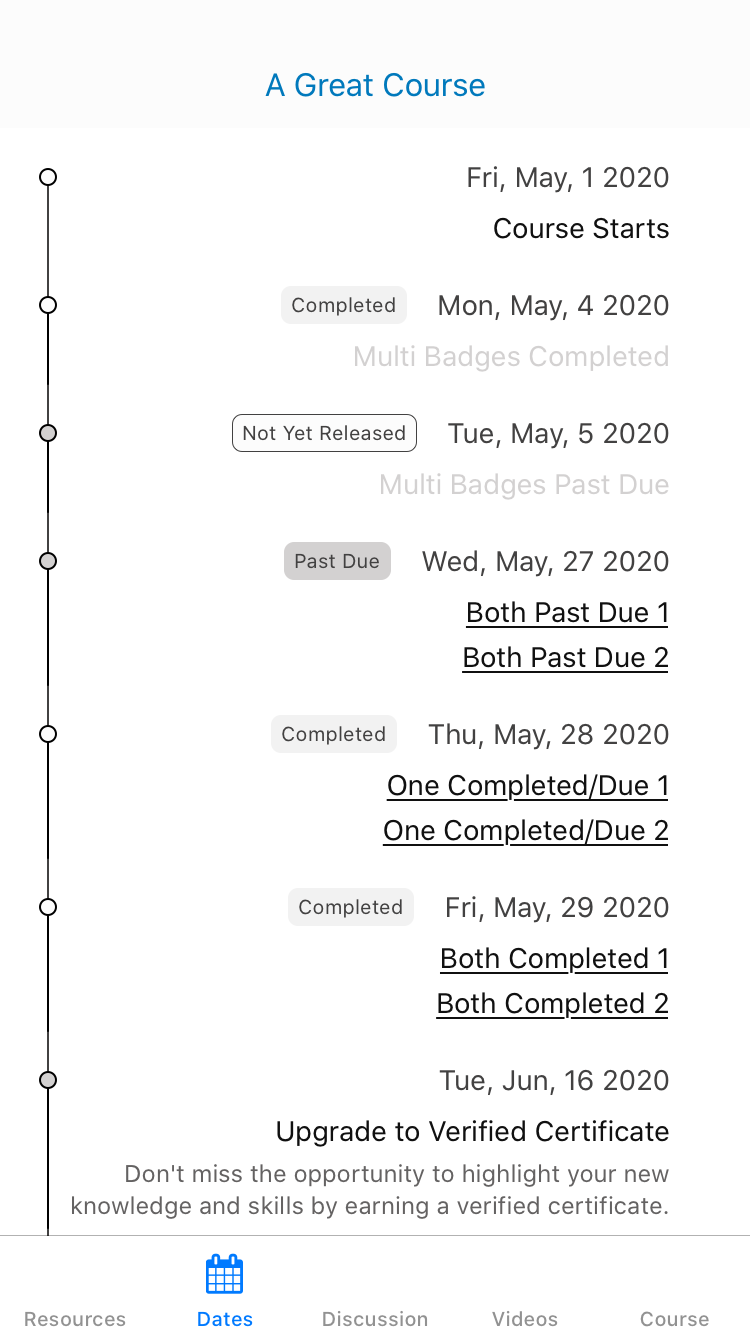 A Great Course
Fri, May, 1 2020
Course Starts
Completed Mon, May, 4 2020
Multi Badges Completed
Not Yet Released Tue, May, 5 2020
Multi Badges Past Due
Past Due Wed, May, 27 2020
Both Past Due 1
Both Past Due 2
Completed Thu, May, 28 2020
One Completed/Due 1
One Completed/Due 2
Completed Fri, May, 29 2020
Both Completed 1
Both Completed 2
Tue, Jun, 16 2020
Upgrade to Verified Certificate
Don't miss the opportunity to highlight your new
knowledge and skills by earning a verified certificate.
Resources Dates Discussion Videos Course